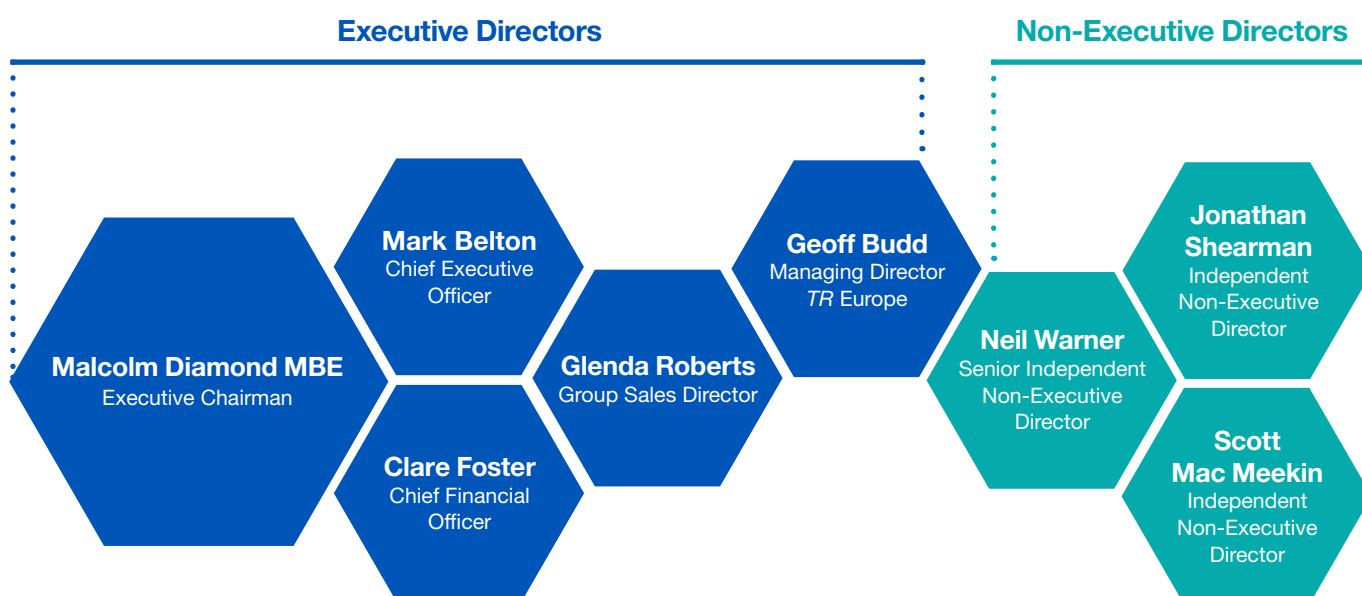 Executive Directors
Non-Executive Directors
Malcolm Diamond MBE
Executive Chairman
Mark Belton
Chief Executive
Officer
Clare Foster
Chief Financial
Officer
Glenda Roberts
Group Sales Director
Geoff Budd
Managing Director
TR Europe
Neil Warner
Senior Independent
Non-Executive
Director
Jonathan
Shearman
Independent
Non-Executive
Director
Scott
Mac Meekin
Independent
Non-Executive
Director